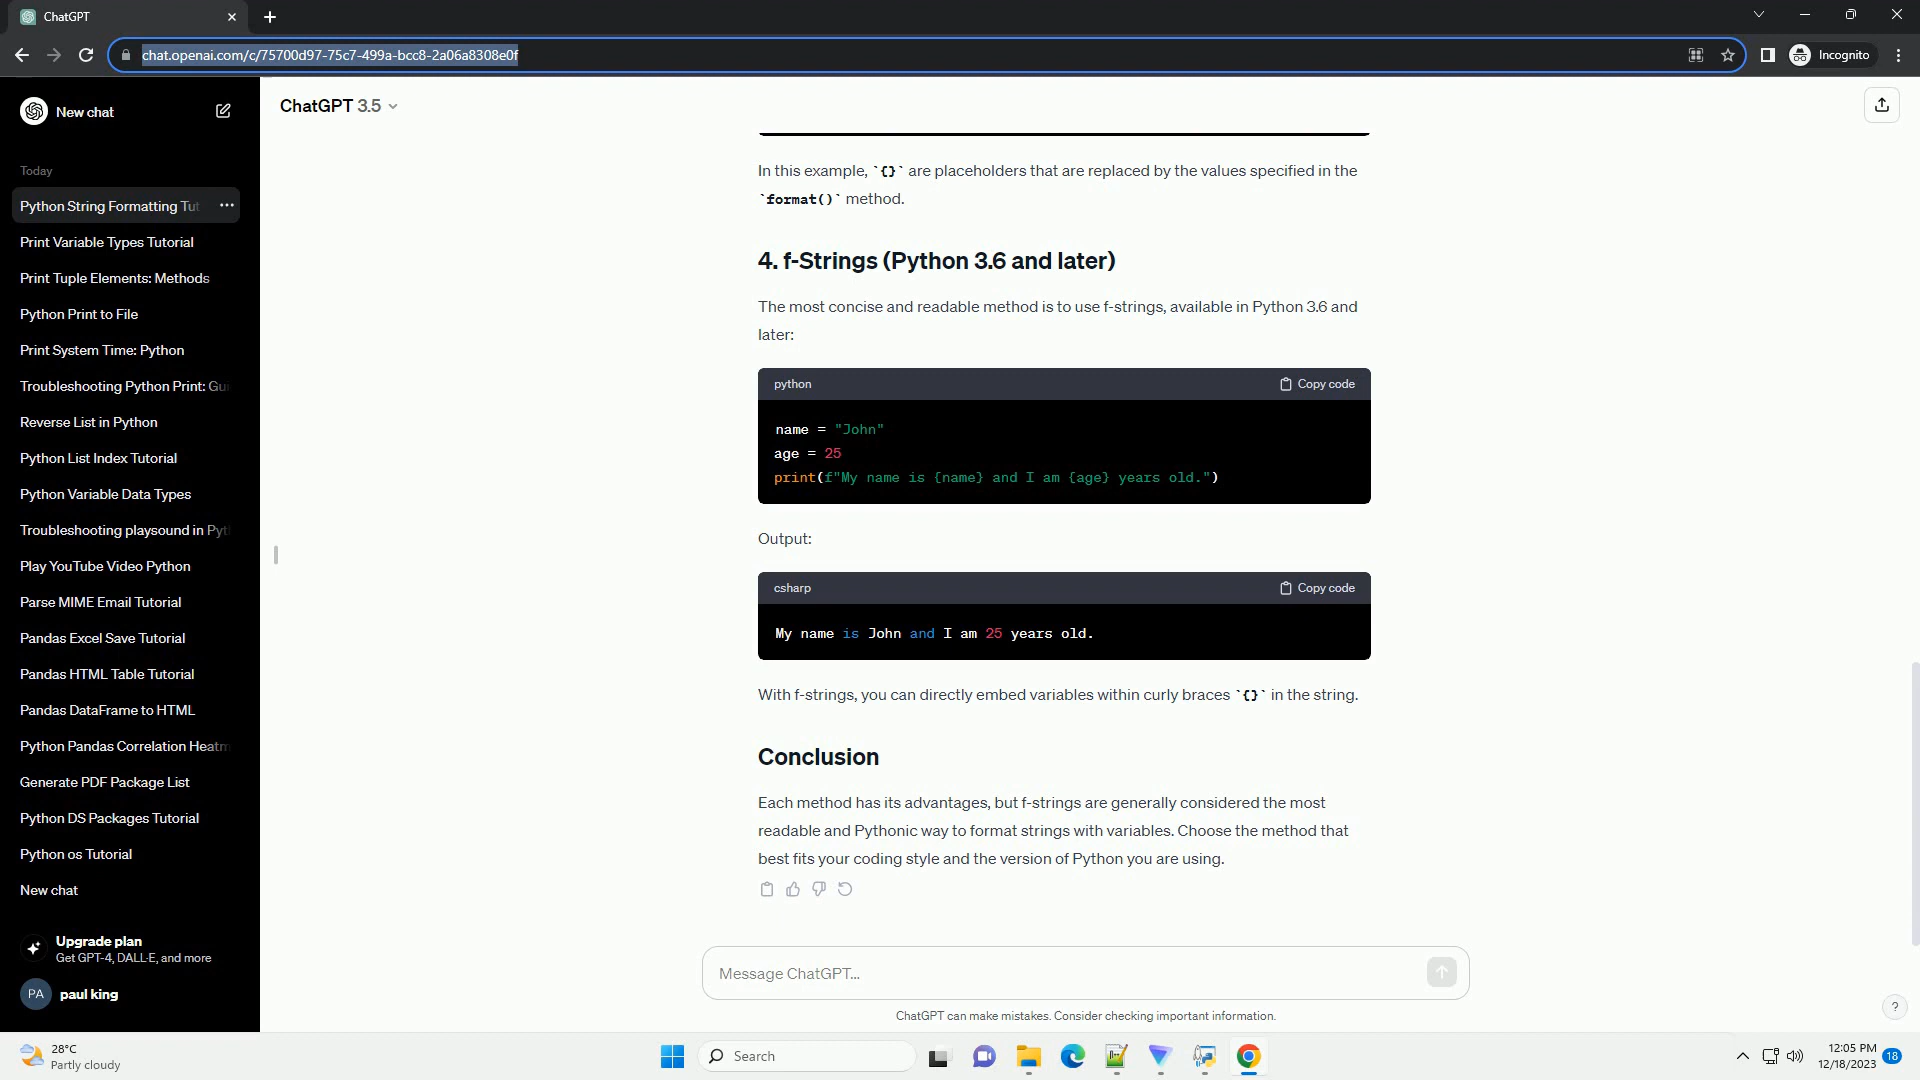 ChatGPT
chat.openai.com/c/75700d97-75c7-499a-bcc8-2a06a8308e0f
Incognito
New chat
ChatGPT 3.5
Today
Python String Formatting Tut
Print Variable Types Tutorial
Print Tuple Elements: Methods
Python Print to File
Print System Time: Python
Troubleshooting Python Print: Gu
Reverse List in Python
Python List Index Tutorial
Python Variable Data Types
Troubleshooting playsound in Pyt
Play YouTube Video Python
Parse MIME Email Tutorial
Pandas Excel Save Tutorial
Pandas HTML Table Tutorial
Pandas DataFrame to HTML
Python Pandas Correlation Heatm
Generate PDF Package List
Python DS Packages Tutorial
Python os Tutorial
New chat
Upgrade plan
Get GPT-4, DALL·E, and more
PA paul king
In this example, `{}` are placeholders that are replaced by the values specified in the
`format()` method.
4. f-Strings (Python 3.6 and later)
The most concise and readable method is to use f-strings, available in Python 3.6 and
later:
python Copy code
name = "John"
age = 25
print(f"My name is {name} and I am {age} years old.")
Output:
csharp Copy code
My name is John and I am 25 years old.
With f-strings, you can directly embed variables within curly braces `{}` in the string.
Conclusion
Each method has its advantages, but f-strings are generally considered the most
readable and Pythonic way to format strings with variables. Choose the method that
best fits your coding style and the version of Python you are using.
Message ChatGPT...
ChatGPT can make mistakes. Consider checking important information.
?
28°C
Partly cloudy
Search
12:05 PM
12/18/2023
18